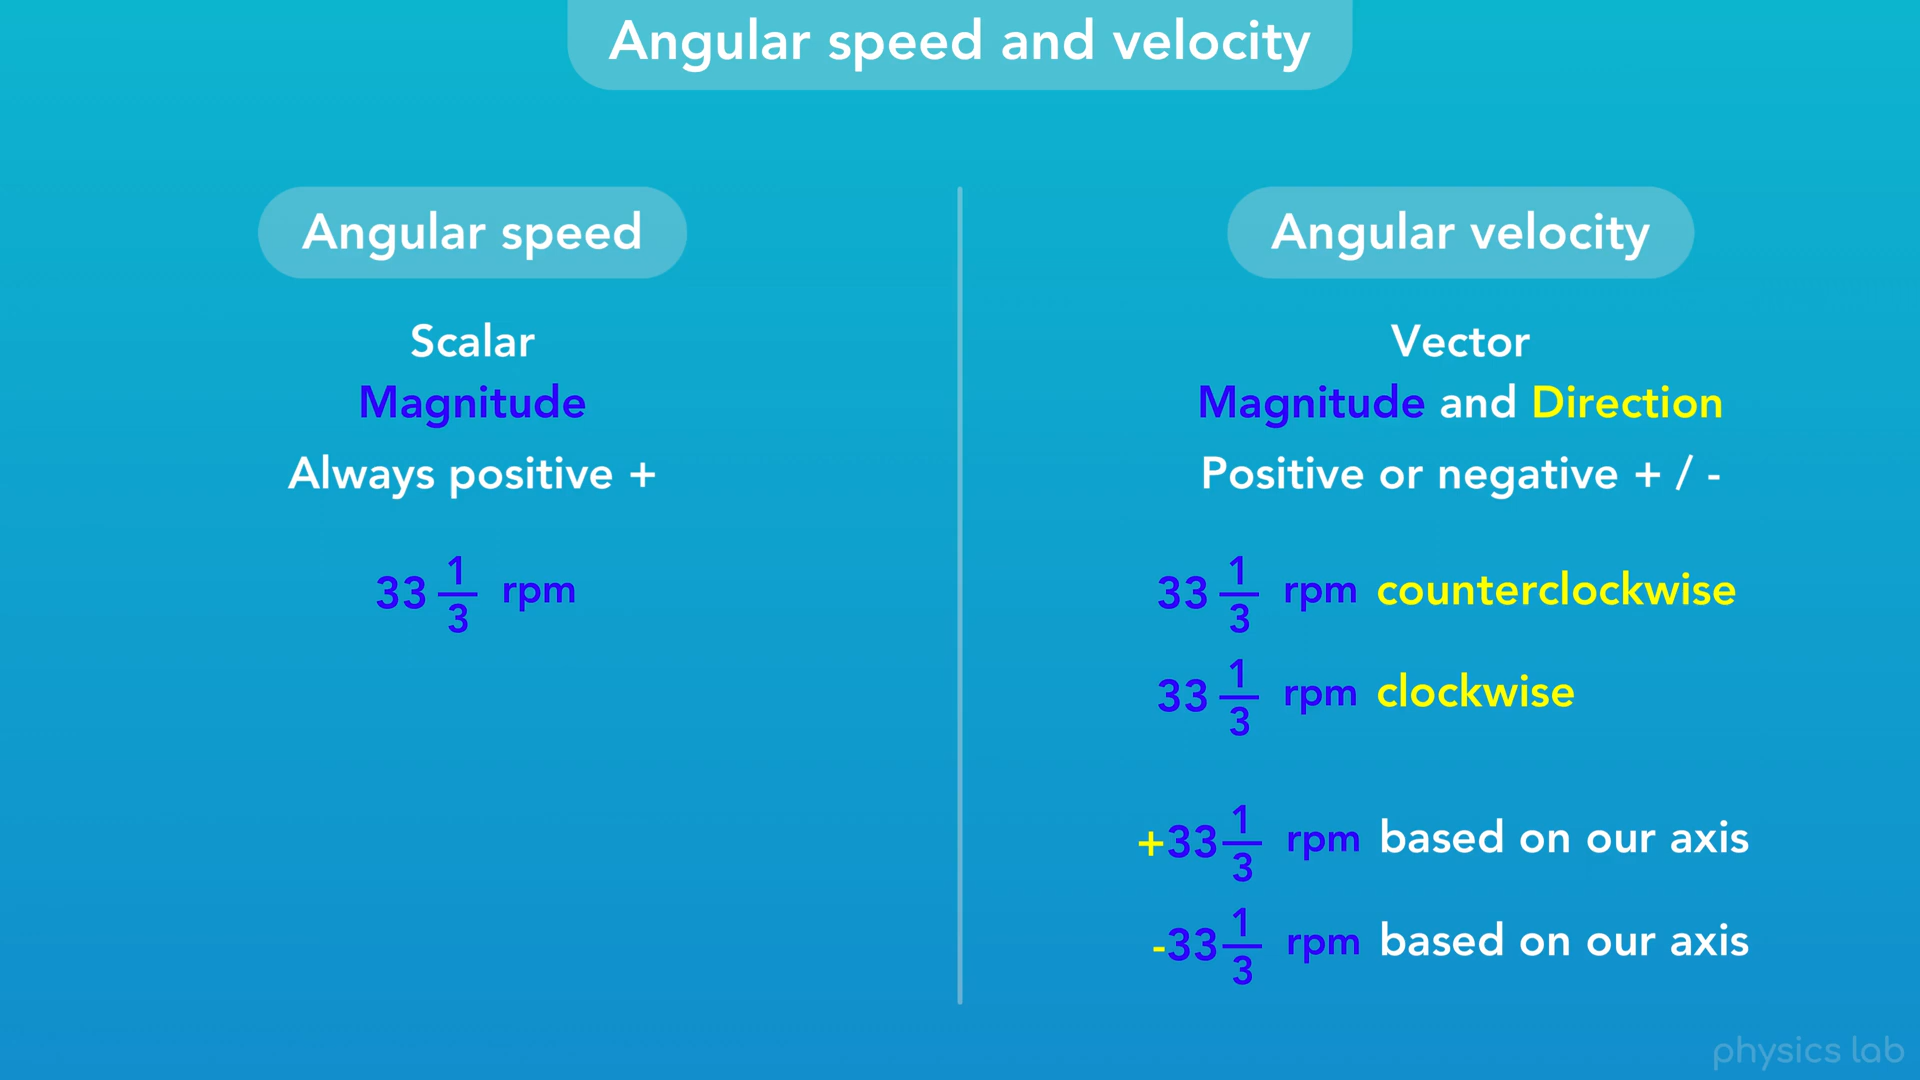 Angular speed and velocity
Angular speed
Scalar
Magnitude
Always positive +
33 1/3 rpm
Angular velocity
Vector
Magnitude and Direction
Positive or negative + / -
33 1/3 rpm counterclockwise
33 1/3 rpm clockwise
+33 1/3 rpm based on our axis
-33 1/3 rpm based on our axis
physics lab